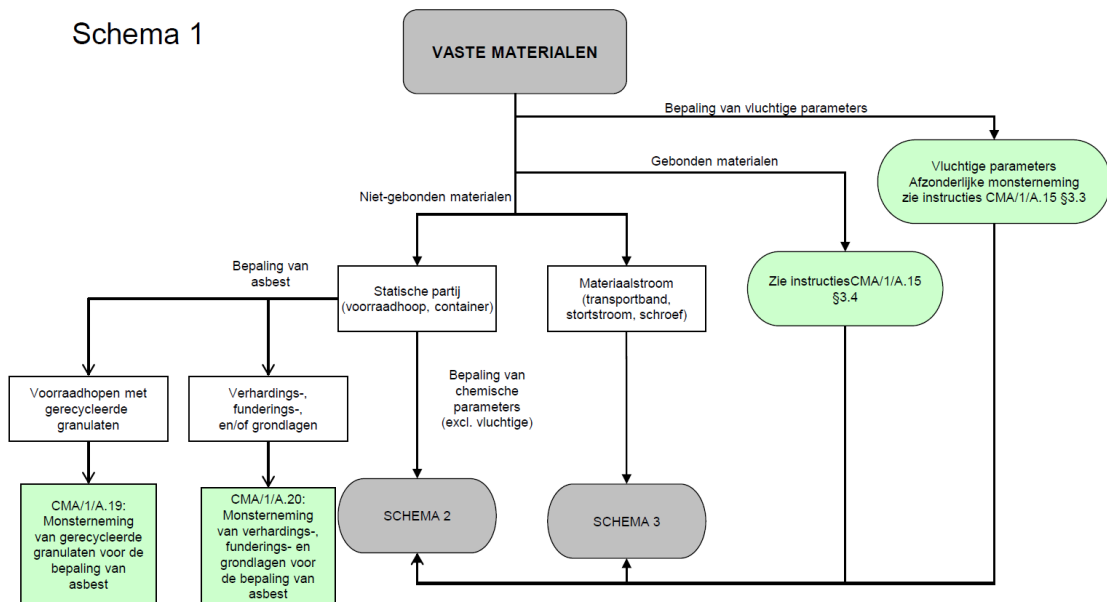 Schema 1
VASTE MATERIALEN
Bepaling van vluchtige parameters
Vluchtige parameters
Afzonderlijke monsterneming
zie instructies CMA/1/A.15 §3.3
Gebonden materialen
Niet-gebonden materialen
Zie instructiesCMA/1/A.15
§3.4
Bepaling van
asbest
Statische partij
(voorraadhoop, container)
Materiaalstroom
(transportband,
stortstroom, schroef)
Voorraadhopen met
gerecycleerde
granulaten
Verhardings-,
funderings-,
en/of grondlagen
Bepaling van
chemische
parameters
(excl. vluchtige)
CMA/1/A.19:
Monsterneming
van gerecycleerde
granulaten voor de
bepaling van
asbest
CMA/1/A.20:
Monsterneming
van verhardings-,
funderings- en
grondlagen voor
de bepaling van
asbest
SCHEMA 2
SCHEMA 3